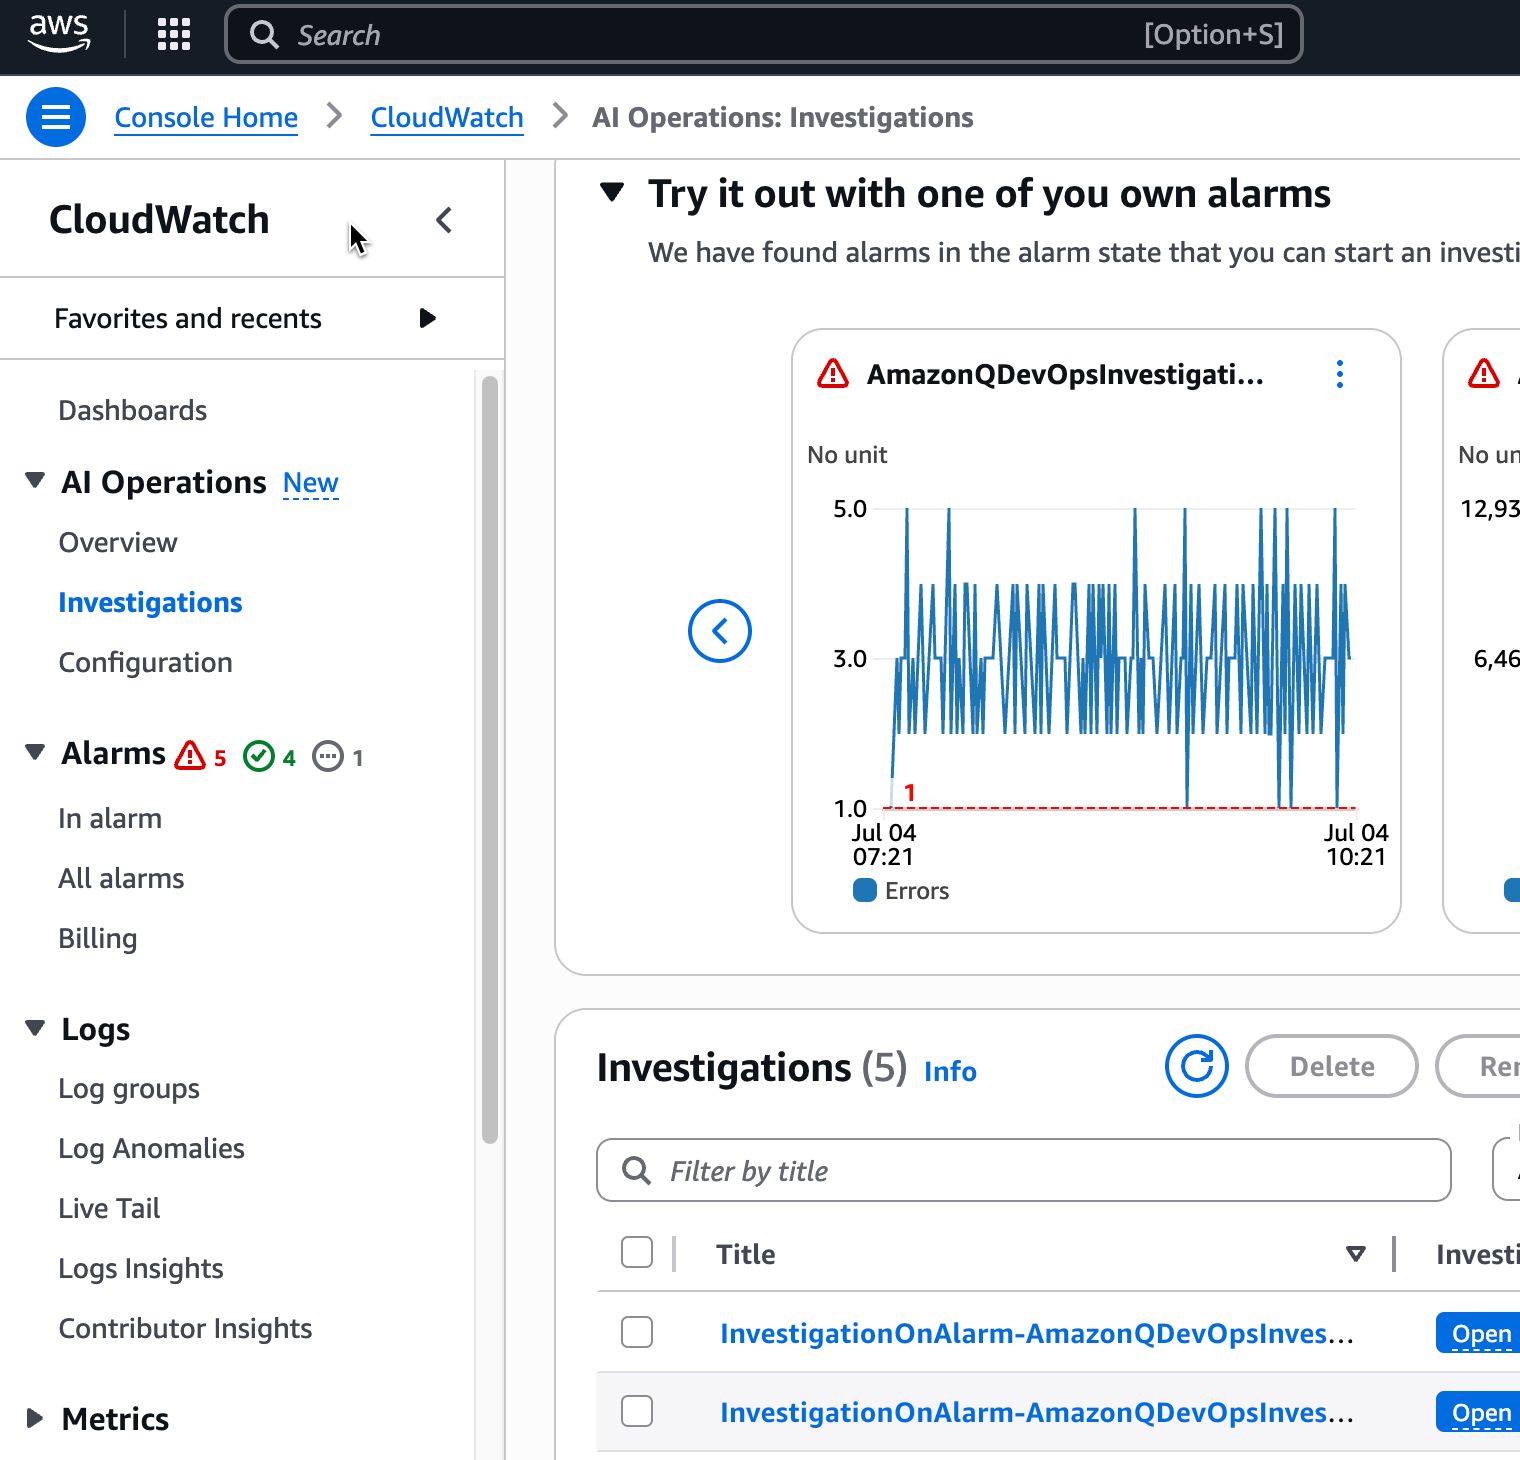 aws
Search [Option+S]
Console Home CloudWatch AI Operations: Investigations
CloudWatch
Favorites and recents
Dashboards
AI Operations New
Overview
Investigations
Configuration
Alarms 5 4 1
In alarm
All alarms
Billing
Logs
Log groups
Log Anomalies
Live Tail
Logs Insights
Contributor Insights
Metrics
Try it out with one of you own alarms
We have found alarms in the alarm state that you can start an investi
AmazonQDevOpsInvestigati...
No unit
5.0
3.0
1
1.0
Jul 04
07:21
Jul 04
10:21
Errors
No un
12,93
6,46
Investigations (5) Info
Delete
Rer
Filter by title
Title
Investi
InvestigationOnAlarm-AmazonQDevOpsInves... Open
InvestigationOnAlarm-AmazonQDevOpsInves... Open